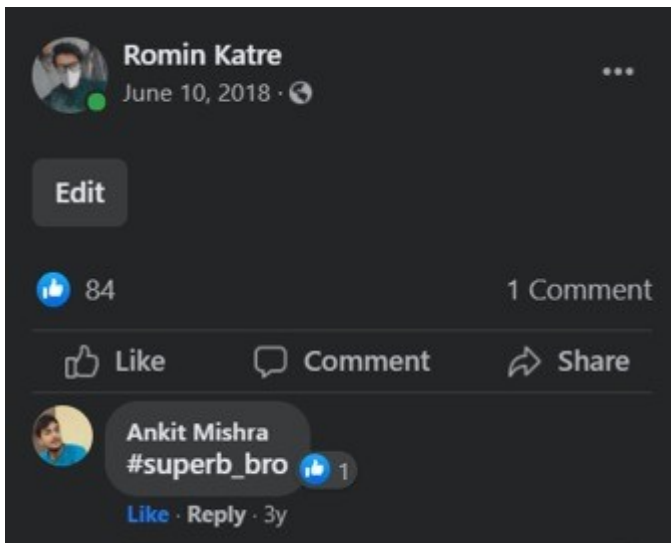 Romin Katre
June 10, 2018 ·
Edit
84 1 Comment
Like Comment Share
Ankit Mishra
#superb_bro 1
Like · Reply · 3y